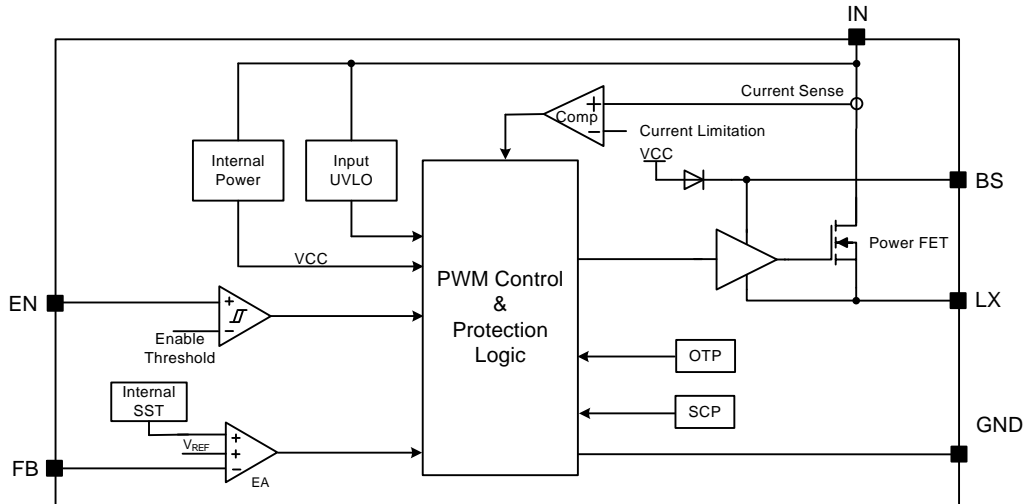 IN
Current Sense
+
Comp
−
Current Limitation
Internal
Power
Input
UVLO
VCC
BS
Power FET
VCC
PWM Control
&
Protection
Logic
EN
+
−
Enable
Threshold
LX
OTP
Internal
SST
SCP
GND
+
VREF
+
−
FB
EA